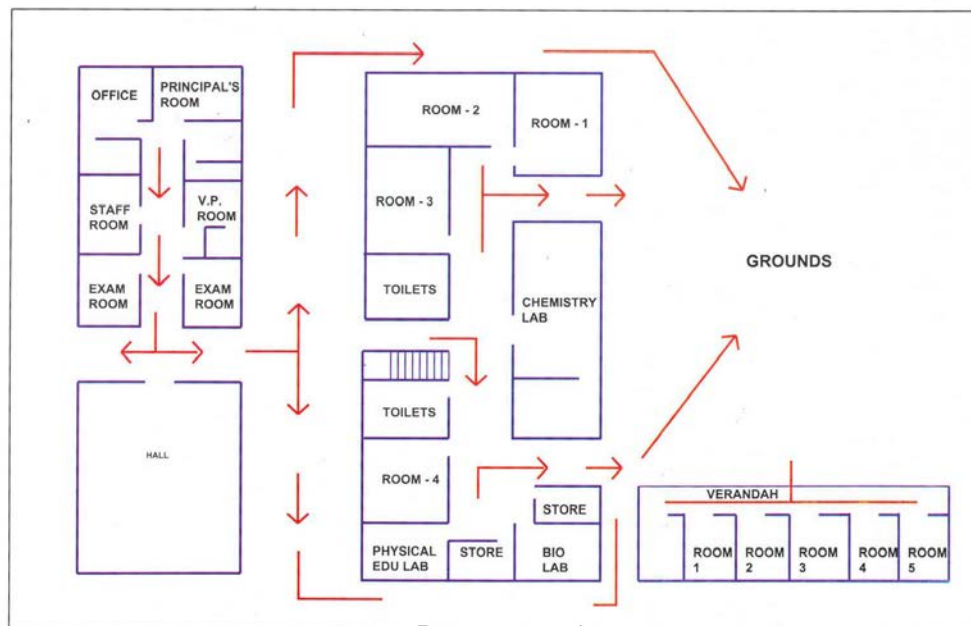 OFFICE
PRINCIPAL'S
ROOM
STAFF
ROOM
V.P.
ROOM
EXAM
ROOM
EXAM
ROOM
HALL
ROOM - 2
ROOM - 1
ROOM - 3
TOILETS
CHEMISTRY
LAB
TOILETS
ROOM - 4
STORE
PHYSICAL
EDU LAB
STORE
BIO
LAB
GROUNDS
VERANDAH
ROOM
1
ROOM
2
ROOM
3
ROOM
4
ROOM
5